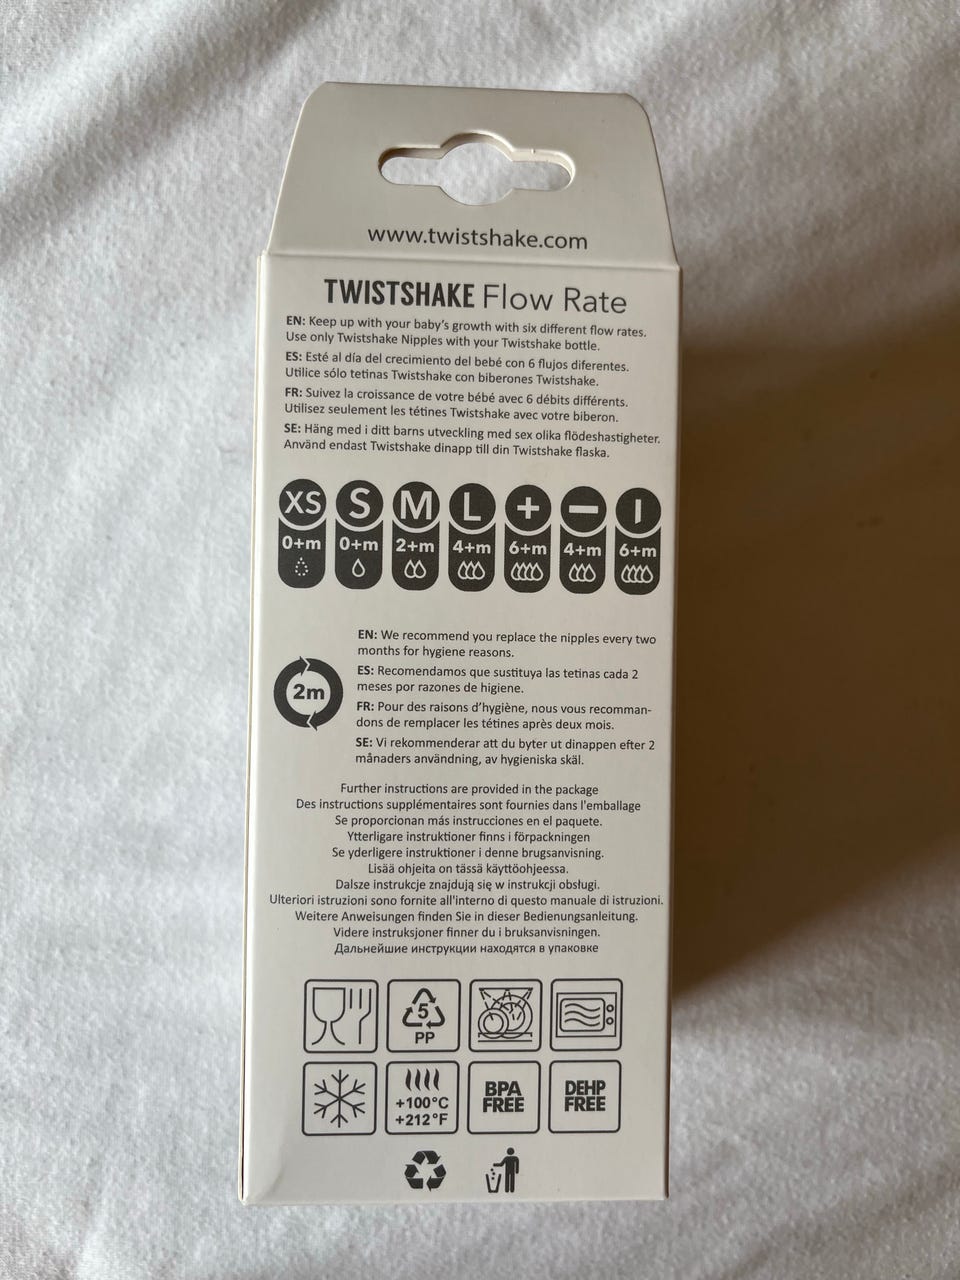 www.twistshake.com
TWISTSHAKE Flow Rate
EN: Keep up with your baby's growth with six different flow rates.
Use only Twistshake Nipples with your Twistshake bottle.
ES: Esté al día del crecimiento del bebé con 6 flujos diferentes.
Utilice sólo tetinas Twistshake con biberones Twistshake.
FR: Suivez la croissance de votre bébé avec 6 débits différents.
Utilisez seulement les tétines Twistshake avec votre biberon.
SE: Häng med i ditt barns utveckling med sex olika flödeshastigheter.
Använd endast Twistshake dinapp till din Twistshake flaska.
XS S M L + − I
0+m 0+m 2+m 4+m 6+m 4+m 6+m
EN: We recommend you replace the nipples every two
months for hygiene reasons.
ES: Recomendamos que sustituya las tetinas cada 2
meses por razones de higiene.
2m
FR: Pour des raisons d'hygiène, nous vous recomman-
dons de remplacer les tétines après deux mois.
SE: Vi rekommenderar att du byter ut dinappen efter 2
månaders användning, av hygieniska skäl.
Further instructions are provided in the package
Des instructions supplémentaires sont fournies dans l'emballage
Se proporcionan más instrucciones en el paquete.
Ytterligare instruktioner finns i förpackningen
Se yderligere instruktioner i denne brugsanvisning.
Lisää ohjeita on tässä käyttöohjeessa.
Dalsze instrukcje znajdują się w instrukcji obsługi.
Ulteriori istruzioni sono fornite all'interno di questo manuale di istruzioni.
Weitere Anweisungen finden Sie in dieser Bedienungsanleitung.
Videre instruksjoner finner du i bruksanvisningen.
Дальнейшие инструкции находятся в упаковке
5
PP
+100°C
+212°F
BPA
FREE
DEHP
FREE